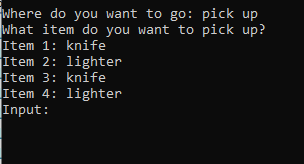 Where do you want to go: pick up
What item do you want to pick up?
Item 1: knife
Item 2: lighter
Item 3: knife
Item 4: lighter
Input: